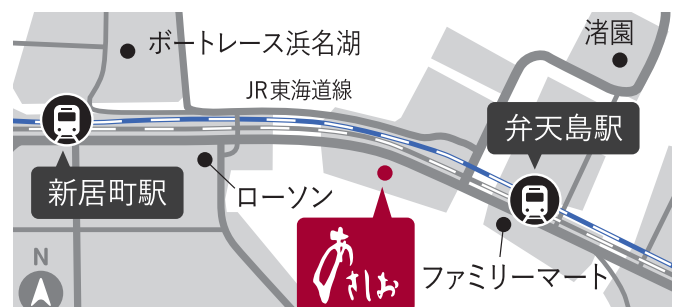 ボートレース浜名湖
渚園
JR東海道線
弁天島駅
新居町駅
ローソン
あさしお
ファミリーマート
N